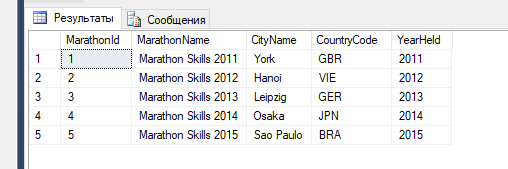 Результаты Сообщения
MarathonId MarathonName CityName CountryCode YearHeld
1 1 Marathon Skills 2011 York GBR 2011
2 2 Marathon Skills 2012 Hanoi VIE 2012
3 3 Marathon Skills 2013 Leipzig GER 2013
4 4 Marathon Skills 2014 Osaka JPN 2014
5 5 Marathon Skills 2015 Sao Paulo BRA 2015